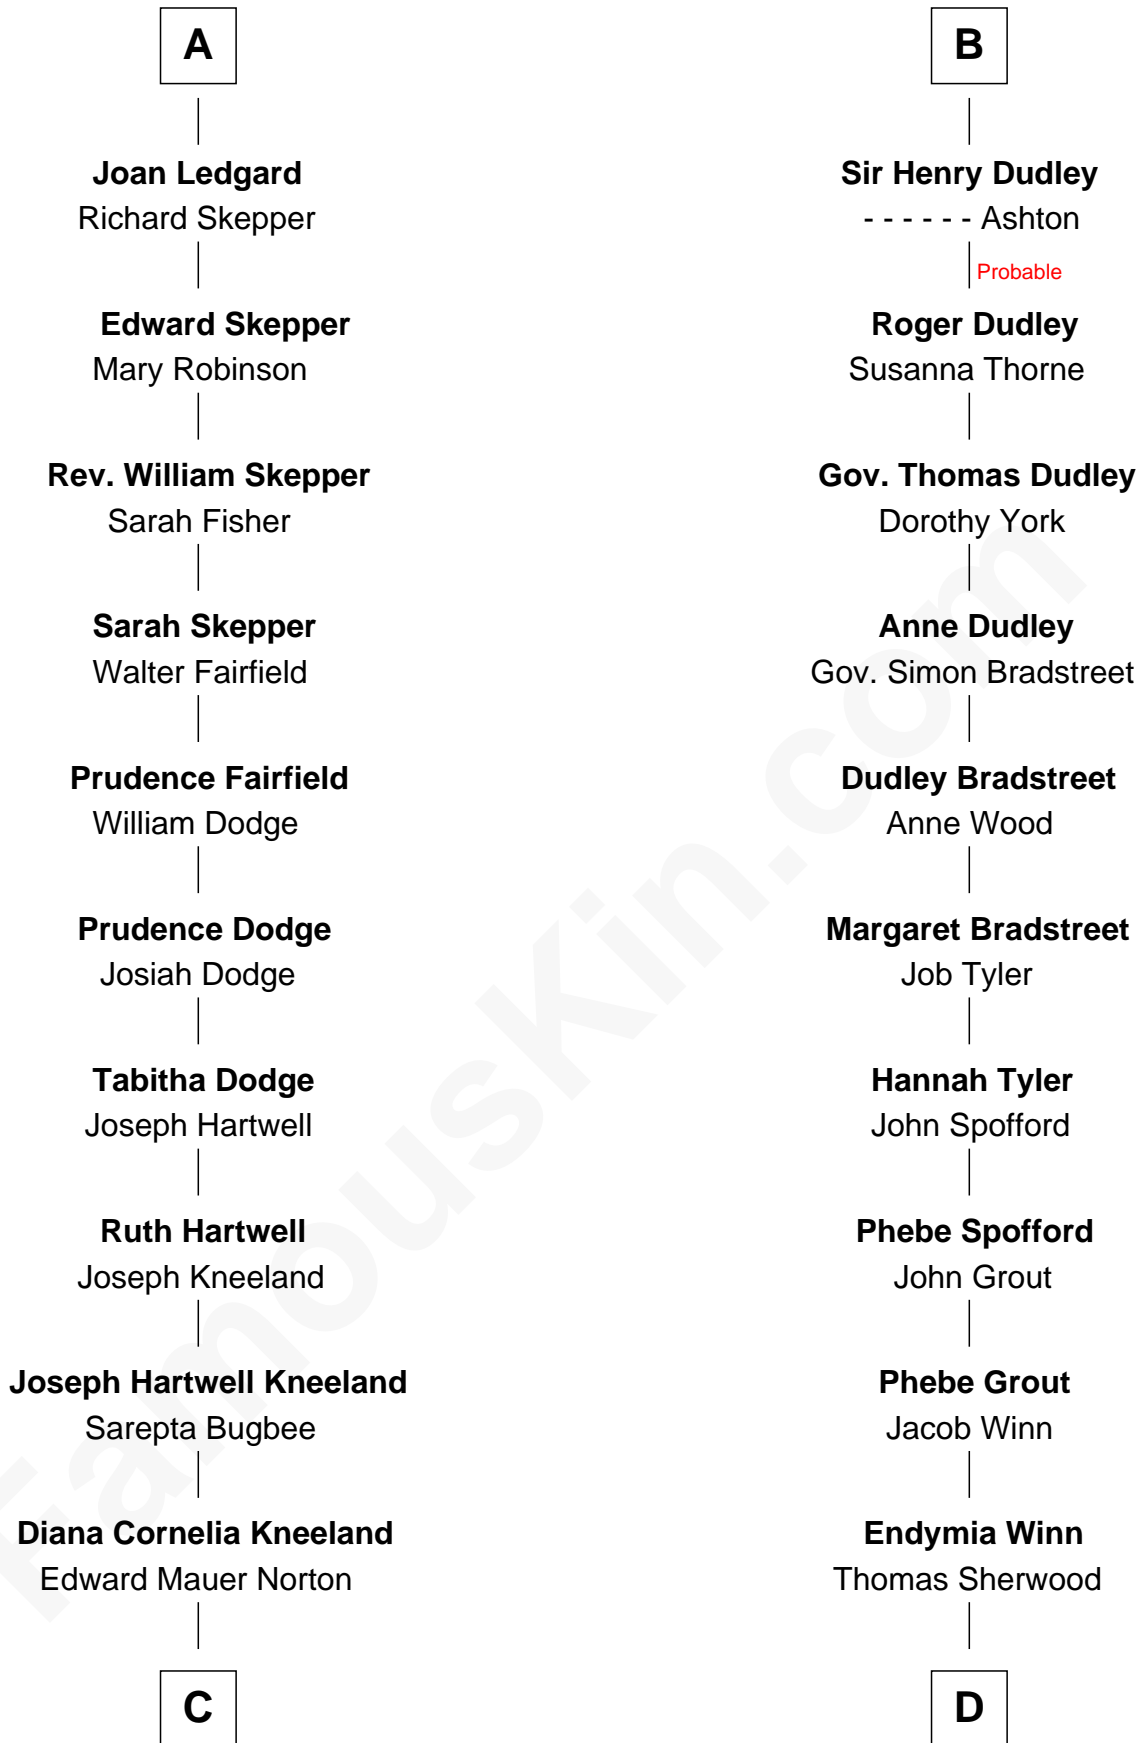 A
Joan Ledgard
Richard Skepper
Edward Skepper
Mary Robinson
Rev. William Skepper
Sarah Fisher
Sarah Skepper
Walter Fairfield
Prudence Fairfield
William Dodge
Prudence Dodge
Josiah Dodge
Tabitha Dodge
Joseph Hartwell
Ruth Hartwell
Joseph Kneeland
Joseph Hartwell Kneeland
Sarepta Bugbee
Diana Cornelia Kneeland
Edward Mauer Norton
C
B
Sir Henry Dudley
- - - - - - Ashton
Probable
Roger Dudley
Susanna Thorne
Gov. Thomas Dudley
Dorothy York
Anne Dudley
Gov. Simon Bradstreet
Dudley Bradstreet
Anne Wood
Margaret Bradstreet
Job Tyler
Hannah Tyler
John Spofford
Phebe Spofford
John Grout
Phebe Grout
Jacob Winn
Endymia Winn
Thomas Sherwood
D
FamousKin.com